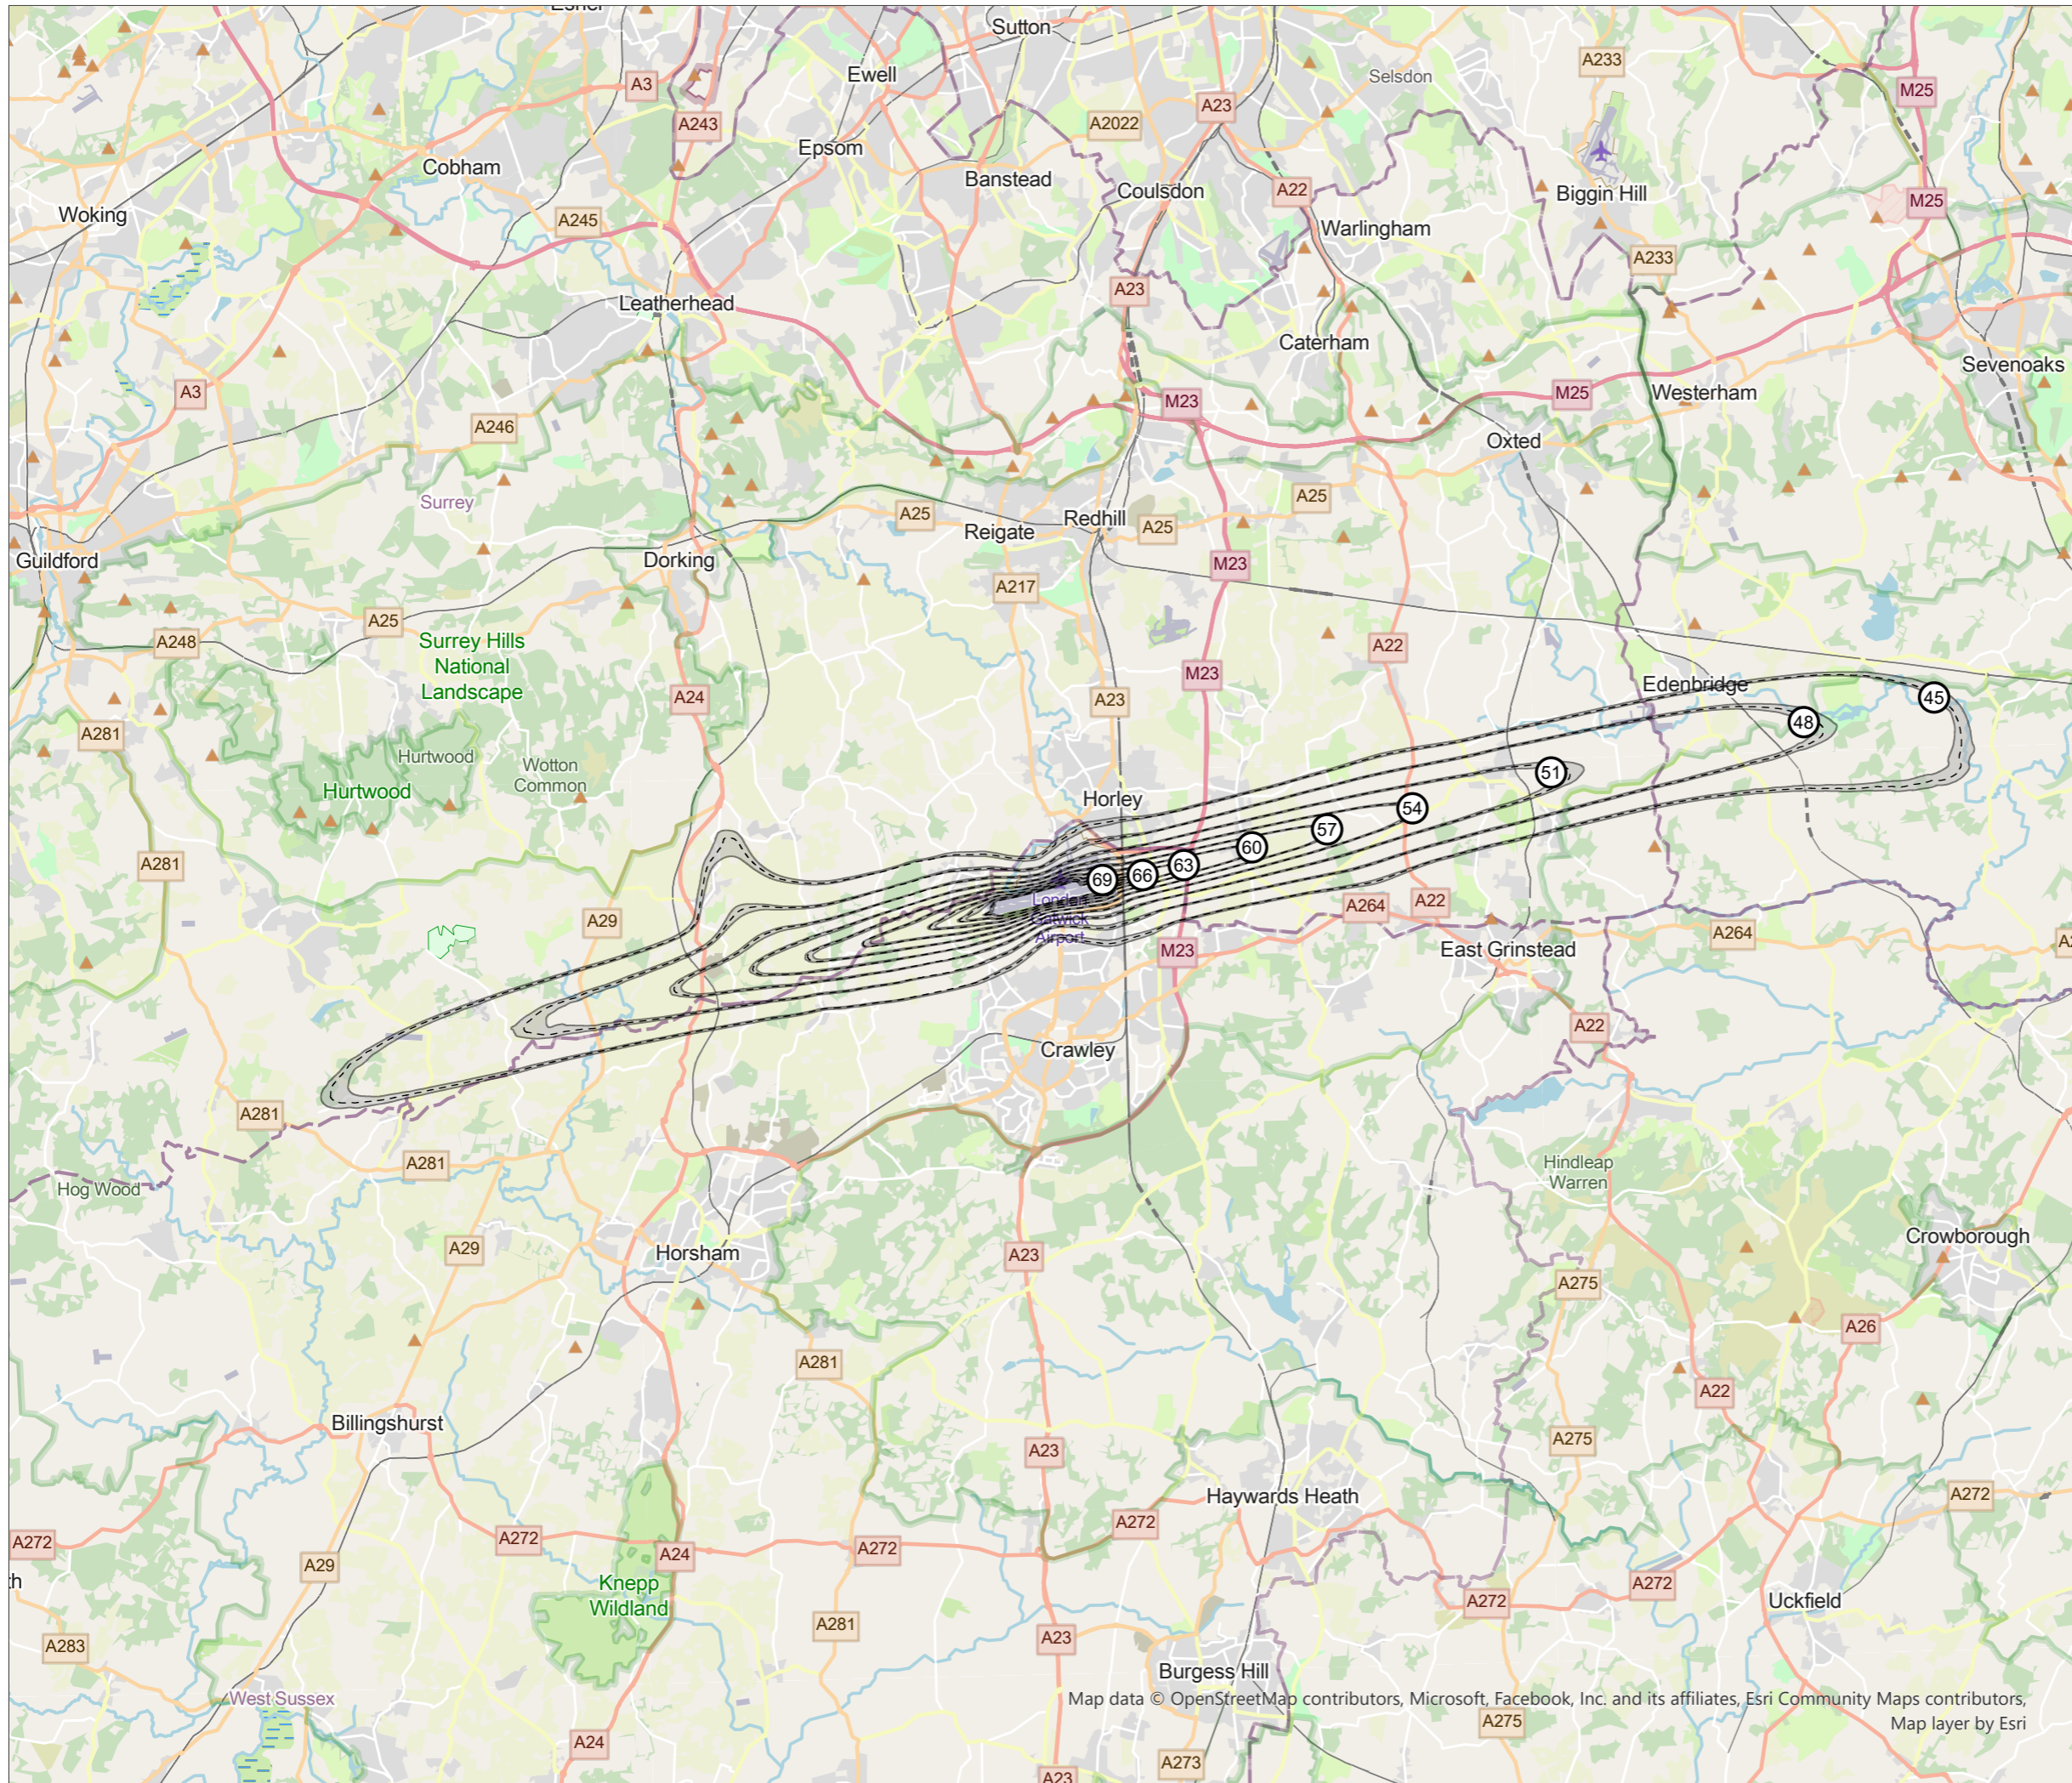 Sutton
A3
Ewell
Selsdon
A233
M25
A243
A2022
A23
Epsom
Cobham
Banstead
Coulsdon
A22
Biggin Hill
M25
Woking
A245
Warlingham
A233
A23
Leatherhead
Caterham
Sevenoaks
A3
M23
M25
Westerham
A246
Oxted
Surrey
A25
A25
Reigate
Redhill
A25
Guildford
Dorking
M23
A217
A25
A248
Surrey Hills
National
Landscape
A22
M23
A24
A23
Edenbridge
45
48
A281
Hurtwood
Hurtwood
Wotton
Common
51
Horley
54
57
60
63
66
69
A281
London
Gatwick
Airport
A29
A264
A22
A264
M23
East Grinstead
A22
Crawley
A281
A281
Hog Wood
Hindleap
Warren
A29
Horsham
A23
Crowborough
A275
A26
A281
A22
Billingshurst
A23
A275
Haywards Heath
A272
A272
A272
A272
A24
A272
A29
Knepp
Wildland
A272
A272
Uckfield
A283
A281
A23
Burgess Hill
West Sussex
Map data © OpenStreetMap contributors, Microsoft, Facebook, Inc. and its affiliates, Esri Community Maps contributors,
Map layer by Esri
A275
A24
A273
A23